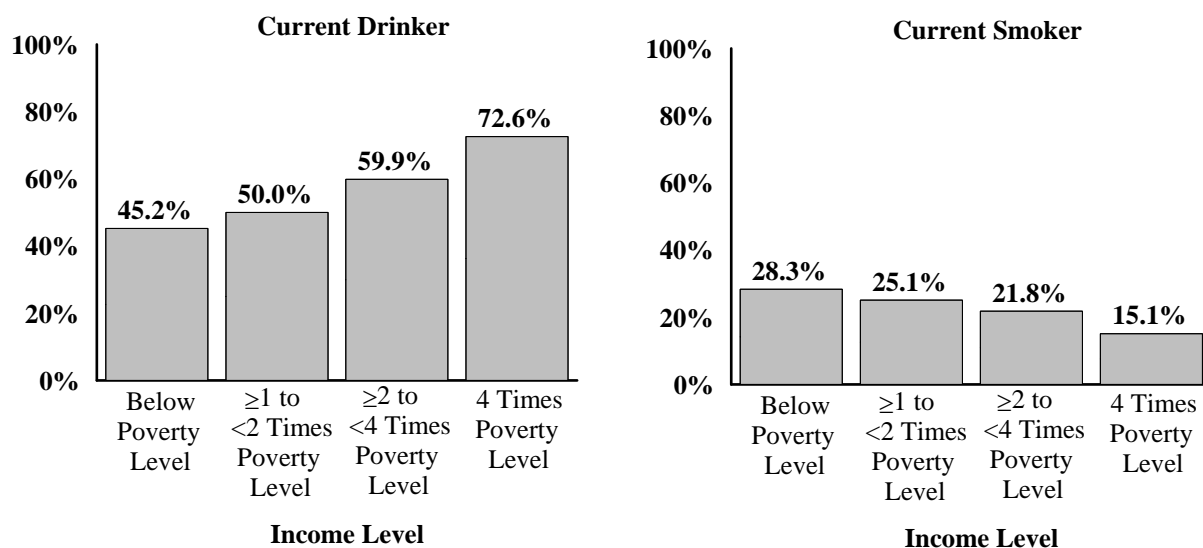 Current Drinker
100%
80%
60%
40%
20%
0%
45.2%
50.0%
59.9%
72.6%
Below
Poverty
Level
≥1 to
<2 Times
Poverty
Level
≥2 to
<4 Times
Poverty
Level
4 Times
Poverty
Level
Income Level
Current Smoker
100%
80%
60%
40%
20%
0%
28.3%
25.1%
21.8%
15.1%
Below
Poverty
Level
≥1 to
<2 Times
Poverty
Level
≥2 to
<4 Times
Poverty
Level
4 Times
Poverty
Level
Income Level